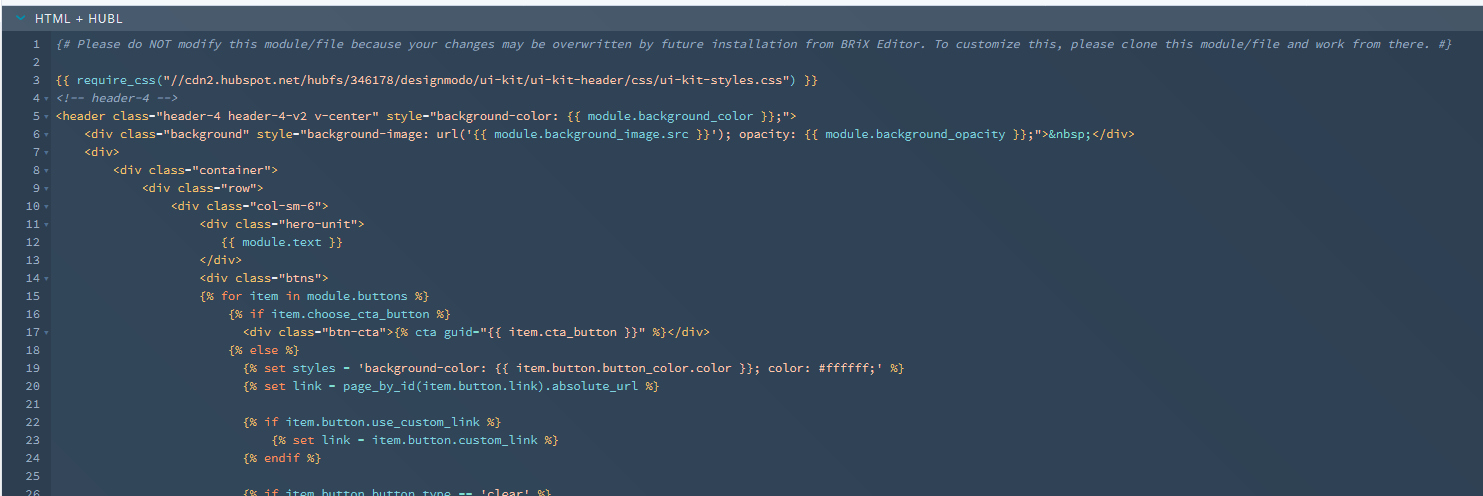 HTML + HUBL
1 {# Please do NOT modify this module/file because your changes may be overwritten by future installation from BRiX Editor. To customize this, please clone this module/file and work from there. #}
2
3 {{ require_css("//cdn2.hubspot.net/hubfs/346178/designmodo/ui-kit/ui-kit-header/css/ui-kit-styles.css") }}
4 <!-- header-4 -->
5 <header class="header-4 header-4-v2 v-center" style="background-color: {{ module.background_color }};">
6 <div class="background" style="background-image: url('{{ module.background_image.src }}'); opacity: {{ module.background_opacity }};">&nbsp;</div>
7 <div>
8 <div class="container">
9 <div class="row">
10 <div class="col-sm-6">
11 <div class="hero-unit">
12 {{ module.text }}
13 </div>
14 <div class="btns">
15 {% for item in module.buttons %}
16 {% if item.choose_cta_button %}
17 <div class="btn-cta">{% cta guid="{{ item.cta_button }}" %}</div>
18 {% else %}
19 {% set styles = 'background-color: {{ item.button.button_color.color }}; color: #ffffff;' %}
20 {% set link = page_by_id(item.button.link).absolute_url %}
21
22 {% if item.button.use_custom_link %}
23 {% set link = item.button.custom_link %}
24 {% endif %}
25
26 {% if item.button.button_type == 'clear' %}